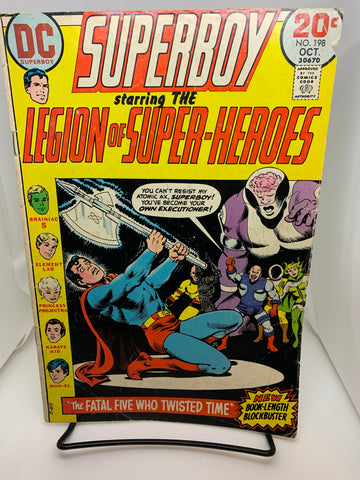 DC
SUPERBOY
SUPERBOY
starring THE
LEGION OF SUPER-HEROES
20¢
NO. 198
OCT.
30670
APPROVED
BY THE
COMICS
CODE
AUTHORITY
YOU CAN'T RESIST MY
ATOMIC AX, SUPERBOY!
YOU'VE BECOME YOUR
OWN EXECUTIONER!
BRAINIAC
5
ELEMENT
LAD
PRINCESS
PROJECTRA
KARATE
KID
MON-EL
"THE FATAL FIVE WHO TWISTED TIME"
NEW
BOOK-LENGTH
BLOCKBUSTER